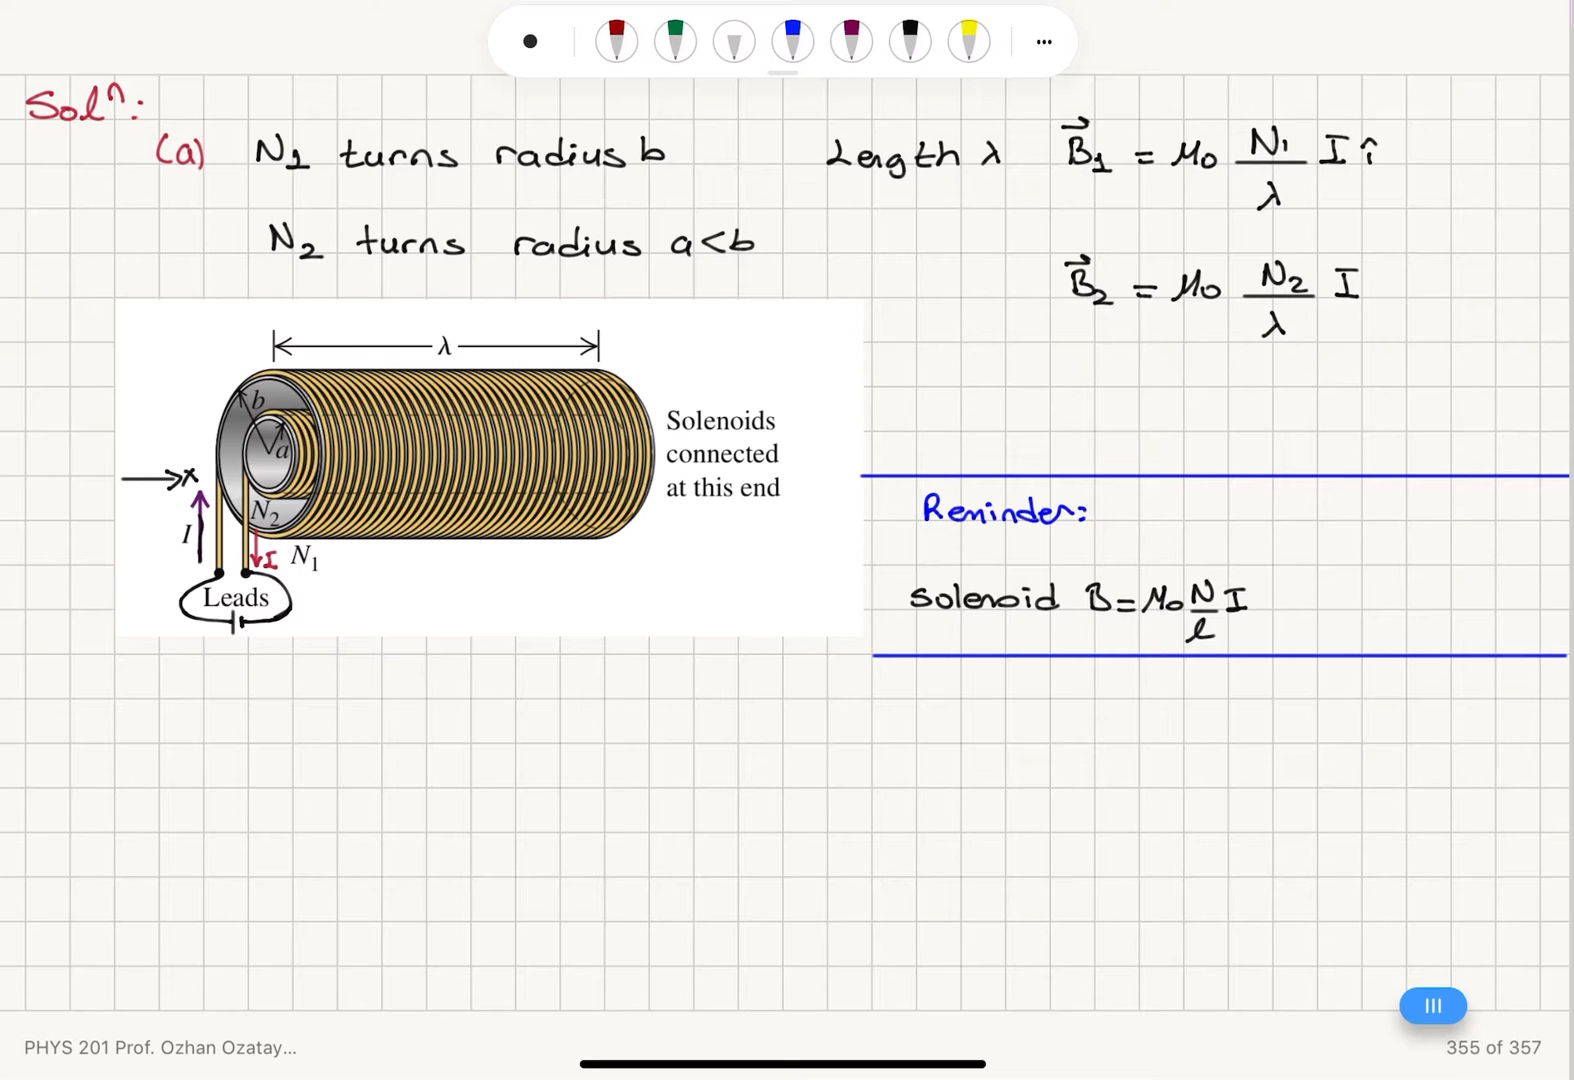 Solⁿ:
(a) N₁ turns radius b Length λ B⃗₁ = μ₀ N₁/λ I î
N₂ turns radius a<b
B⃗₂ = μ₀ N₂/λ I
λ
b
a
Solenoids
connected
at this end
x
I
N₂
I
N₁
Leads
Reminder:
Solenoid B = μ₀ N/l I
PHYS 201 Prof. Ozhan Ozatay...
355 of 357